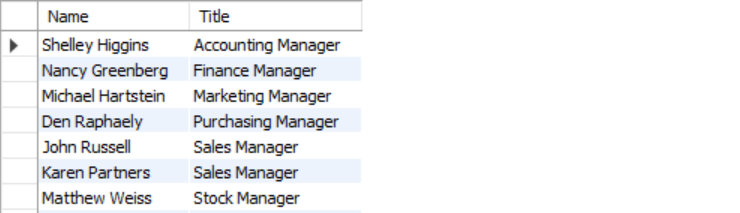 Name Title
Shelley Higgins Accounting Manager
Nancy Greenberg Finance Manager
Michael Hartstein Marketing Manager
Den Raphaely Purchasing Manager
John Russell Sales Manager
Karen Partners Sales Manager
Matthew Weiss Stock Manager